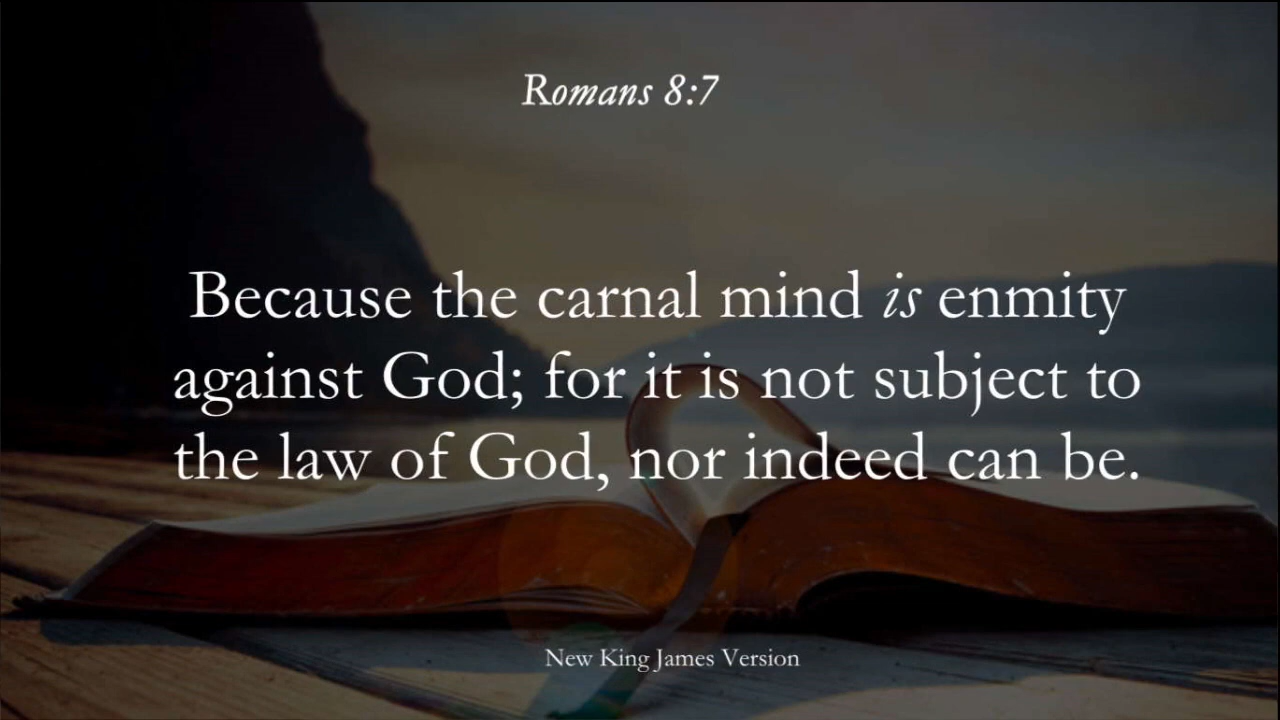 Romans 8:7
Because the carnal mind is enmity
against God; for it is not subject to
the law of God, nor indeed can be.
New King James Version